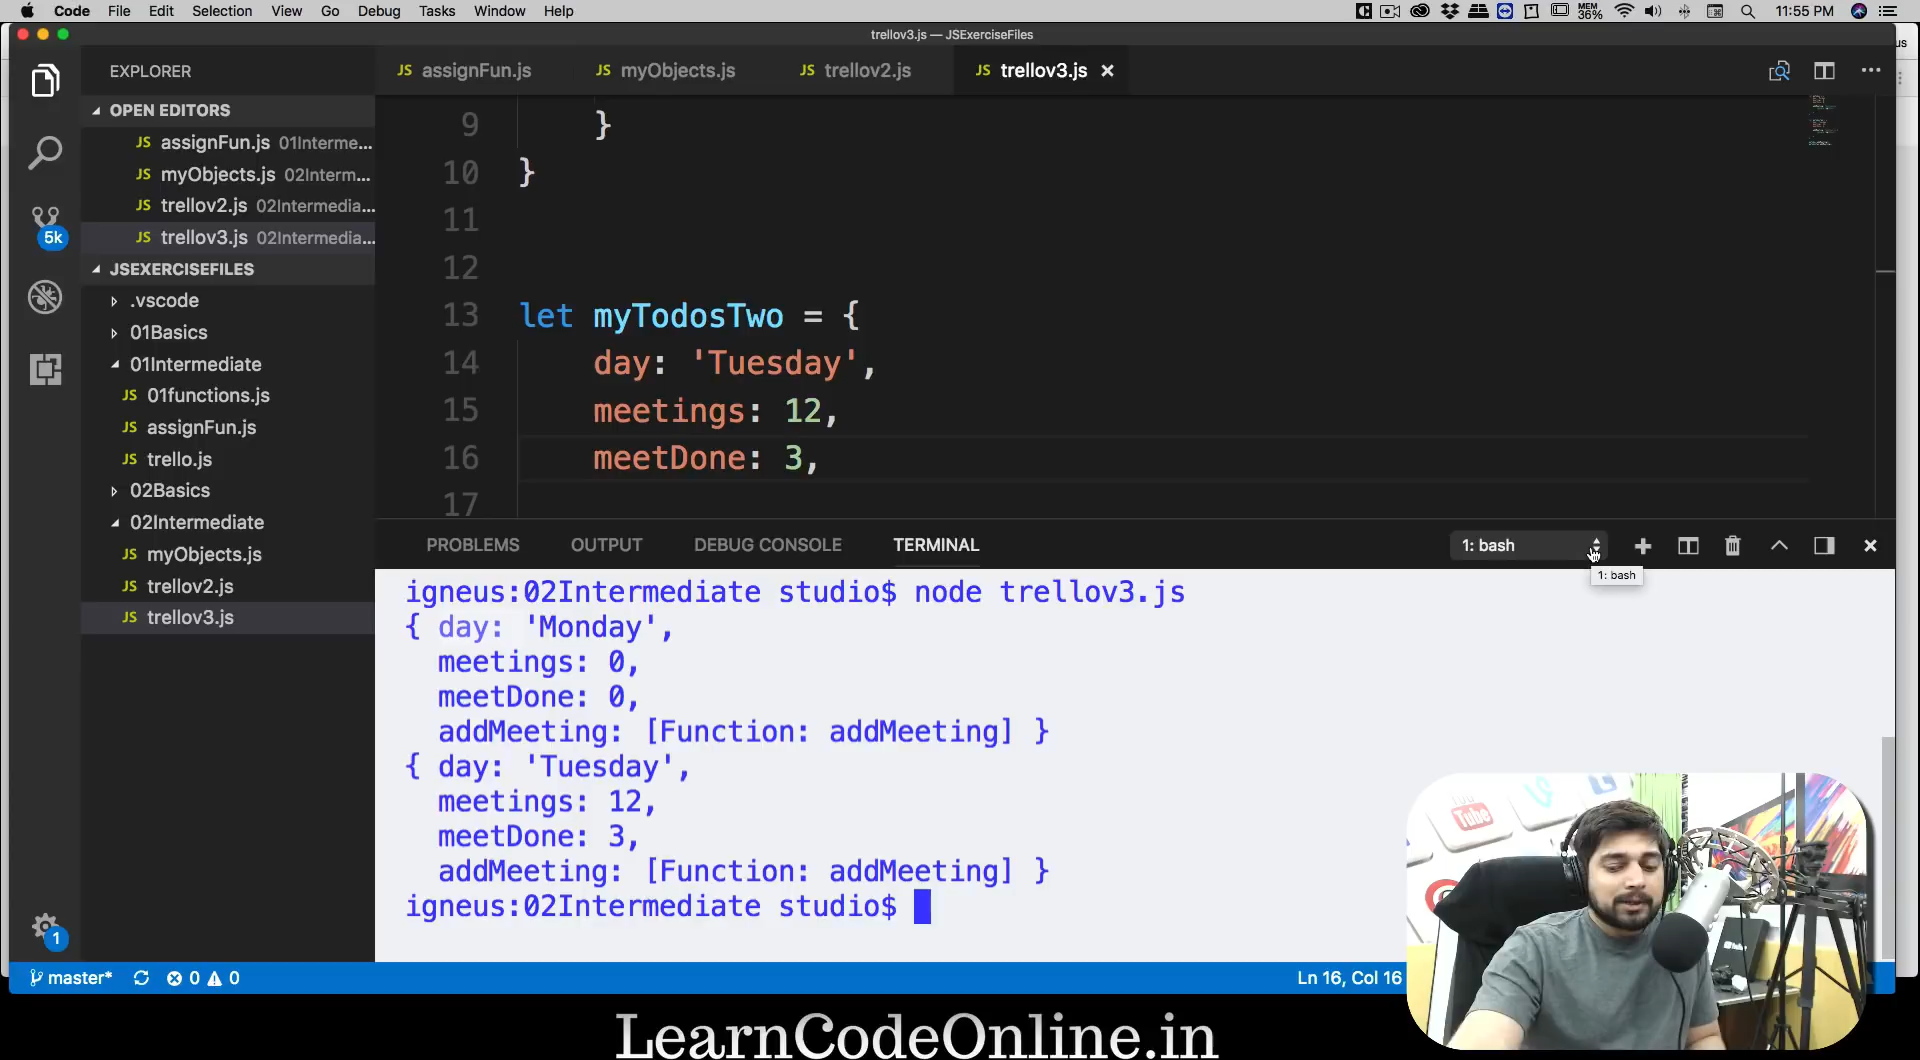 Code File Edit Selection View Go Debug Tasks Window Help
MEM 36% 11:55 PM
trellov3.js — JSExerciseFiles
EXPLORER
assignFun.js myObjects.js trellov2.js trellov3.js
OPEN EDITORS
JS assignFun.js 01Interme...
JS myObjects.js 02Interm...
JS trellov2.js 02Intermedia...
JS trellov3.js 02Intermedia...
5k
JSEXERCISEFILES
.vscode
01Basics
01Intermediate
JS 01functions.js
JS assignFun.js
JS trello.js
02Basics
02Intermediate
JS myObjects.js
JS trellov2.js
JS trellov3.js
9 }
10 }
11
12
13 let myTodosTwo = {
14 day: 'Tuesday',
15 meetings: 12,
16 meetDone: 3,
17
PROBLEMS OUTPUT DEBUG CONSOLE TERMINAL 1: bash
1: bash
igneus:02Intermediate studio$ node trellov3.js
{ day: 'Monday',
meetings: 0,
meetDone: 0,
addMeeting: [Function: addMeeting] }
{ day: 'Tuesday',
meetings: 12,
meetDone: 3,
addMeeting: [Function: addMeeting] }
igneus:02Intermediate studio$
1
master* 0 0 Ln 16, Col 16
You Tube
LearnCodeOnline.in